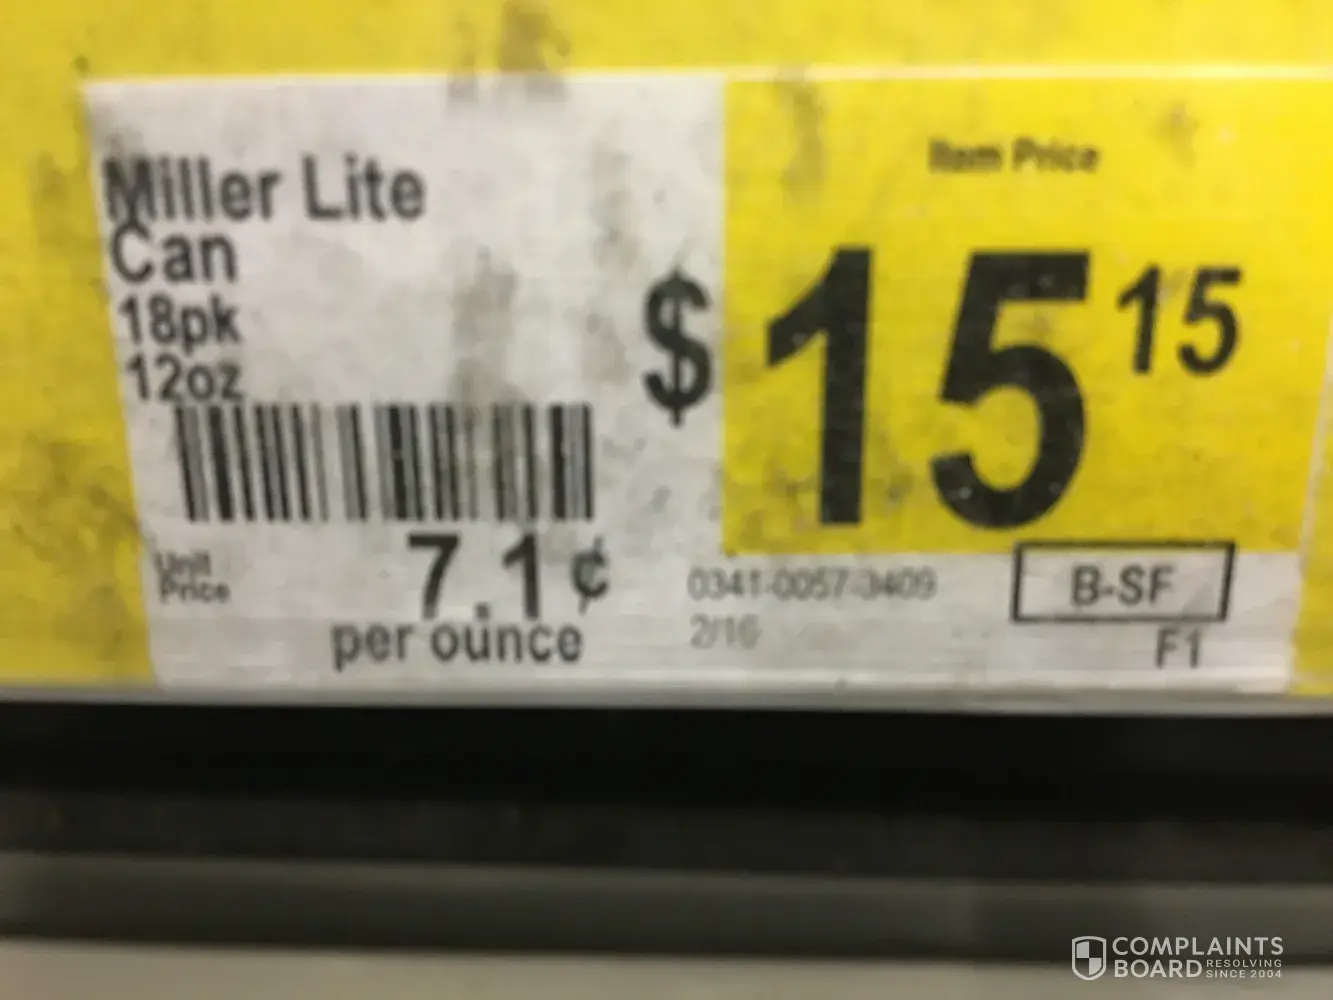 Miller Lite
Can
18pk
12oz
Item Price
$15 15
Unit
Price
7.1¢
per ounce
0341-0057-3409
2/16
B-SF
F1
COMPLAINTS
BOARD RESOLVING
SINCE 2004